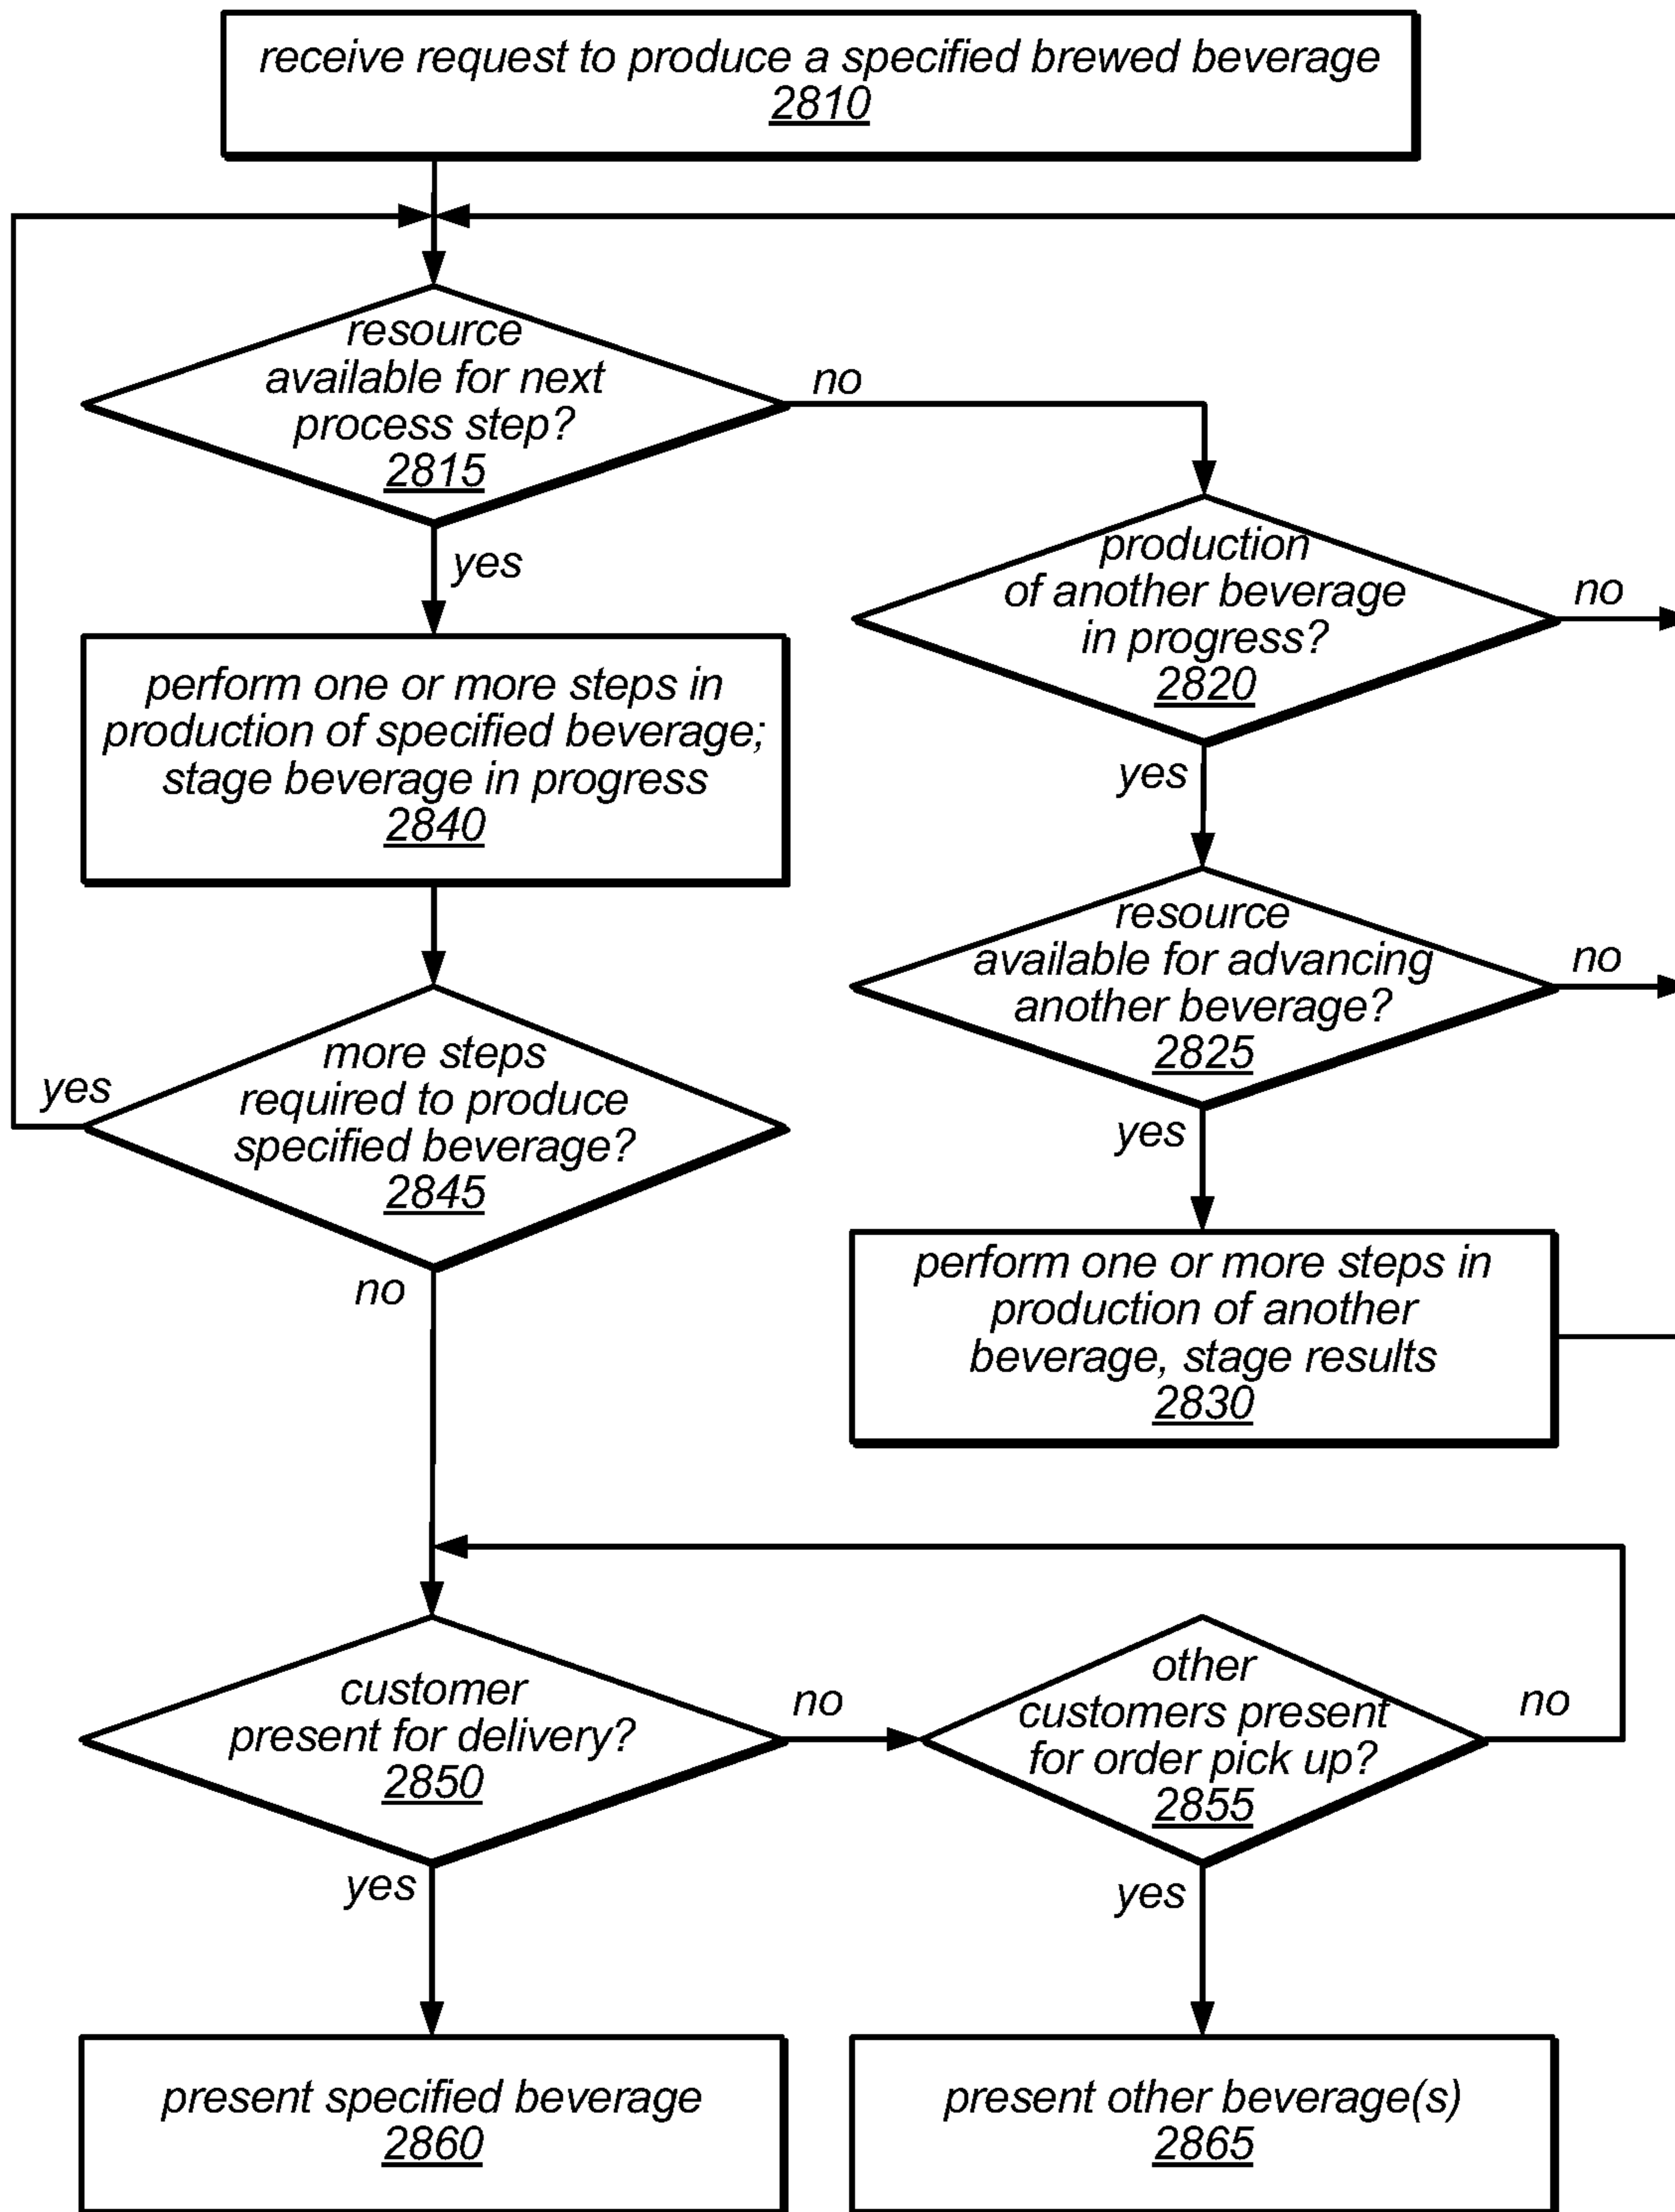 receive request to produce a specified brewed beverage
2810
resource
available for next
process step?
2815
no
yes
production
of another beverage
in progress?
2820
no
yes
perform one or more steps in
production of specified beverage;
stage beverage in progress
2840
resource
available for advancing
another beverage?
2825
no
yes
more steps
required to produce
specified beverage?
2845
yes
no
perform one or more steps in
production of another
beverage, stage results
2830
customer
present for delivery?
2850
no
yes
other
customers present
for order pick up?
2855
no
yes
present specified beverage
2860
present other beverage(s)
2865